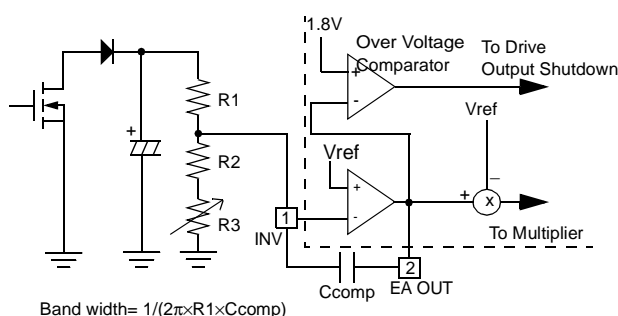 1.8V
Over Voltage
Comparator
To Drive
Output Shutdown
+
-
Vref
R1
+
Vref
R2
+
-
−
+
x
R3
1
INV
To Multiplier
2
Ccomp
EA OUT
Band width= 1/(2π×R1×Ccomp)